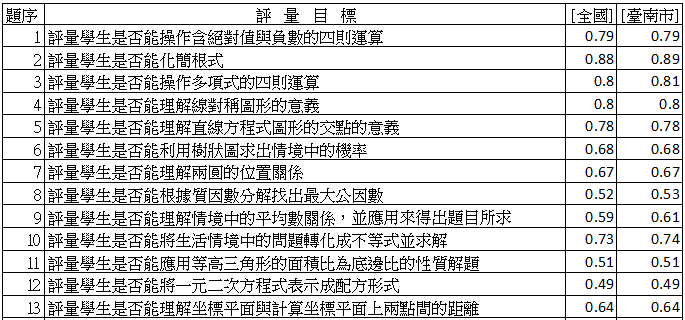 題序 評 量 目 標 [全國] [臺南市]
1 評量學生是否能操作含絕對值與負數的四則運算 0.79 0.79
2 評量學生是否能化簡根式 0.88 0.89
3 評量學生是否能操作多項式的四則運算 0.8 0.81
4 評量學生是否能理解線對稱圖形的意義 0.8 0.8
5 評量學生是否能理解直線方程式圖形的交點的意義 0.78 0.78
6 評量學生是否能利用樹狀圖求出情境中的機率 0.68 0.68
7 評量學生是否能理解兩圓的位置關係 0.67 0.67
8 評量學生是否能根據質因數分解找出最大公因數 0.52 0.53
9 評量學生是否能理解情境中的平均數關係，並應用來得出題目所求 0.59 0.61
10 評量學生是否能將生活情境中的問題轉化成不等式並求解 0.73 0.74
11 評量學生是否能應用等高三角形的面積比為底邊比的性質解題 0.51 0.51
12 評量學生是否能將一元二次方程式表示成配方形式 0.49 0.49
13 評量學生是否能理解坐標平面與計算坐標平面上兩點間的距離 0.64 0.64